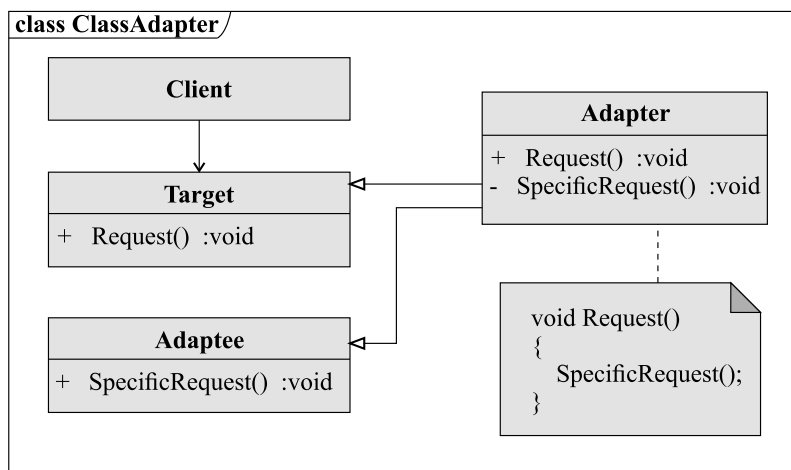 class ClassAdapter
Client
Target
+ Request() :void
Adaptee
+ SpecificRequest() :void
Adapter
+ Request() :void
- SpecificRequest() :void
void Request()
{
SpecificRequest();
}